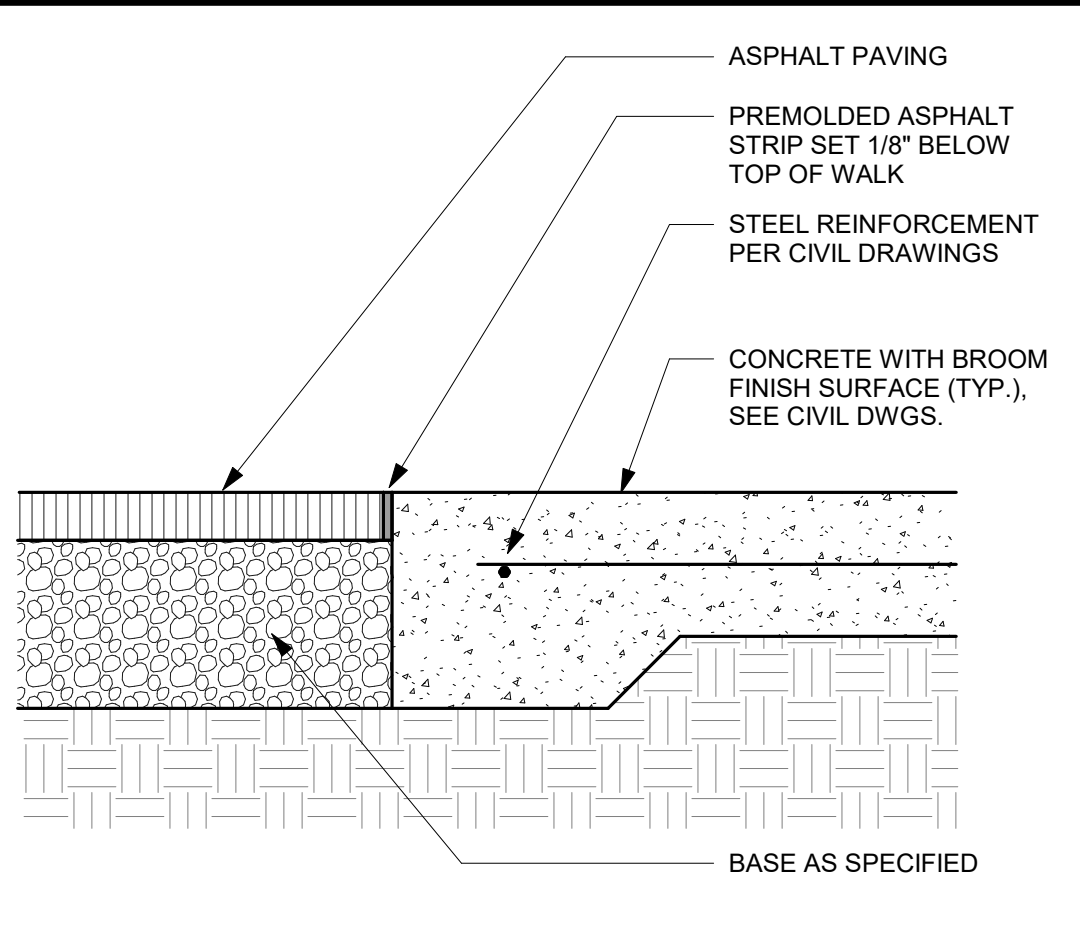 ASPHALT PAVING
PREMOLDED ASPHALT
STRIP SET 1/8" BELOW
TOP OF WALK
STEEL REINFORCEMENT
PER CIVIL DRAWINGS
CONCRETE WITH BROOM
FINISH SURFACE (TYP.),
SEE CIVIL DWGS.
BASE AS SPECIFIED